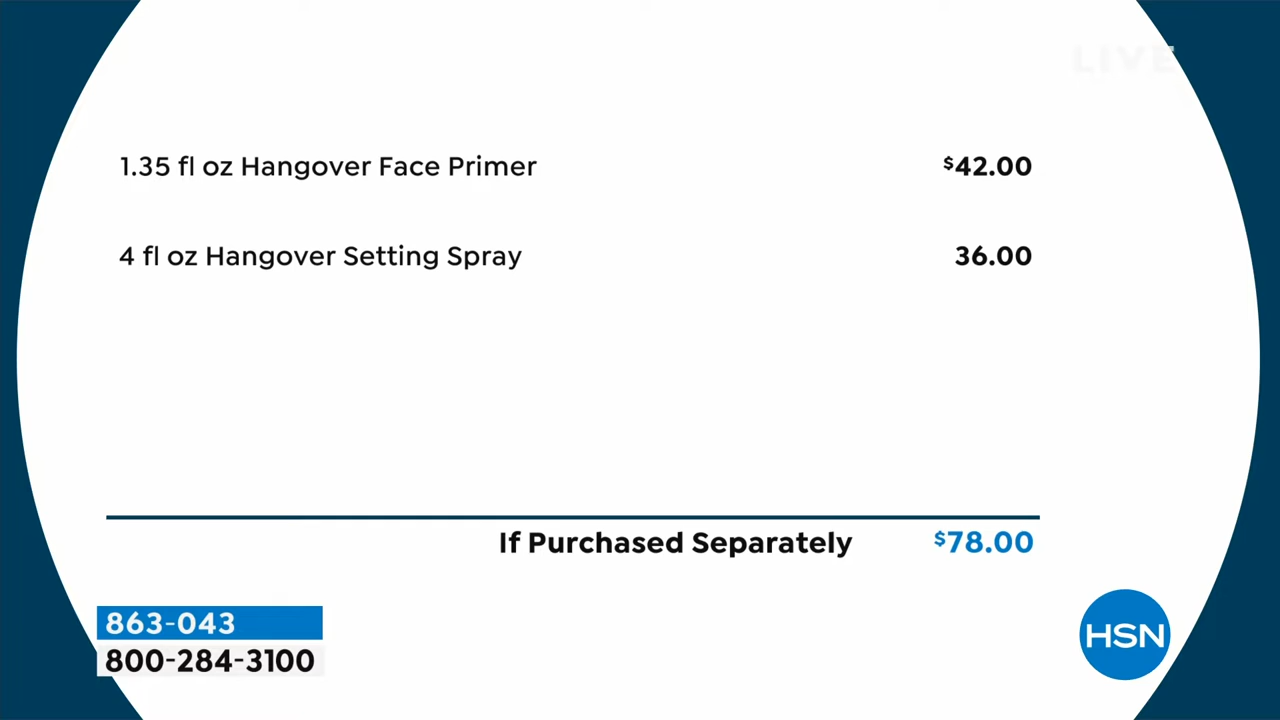 LIVE
1.35 fl oz Hangover Face Primer $42.00
4 fl oz Hangover Setting Spray 36.00
If Purchased Separately $78.00
863-043
800-284-3100
HSN